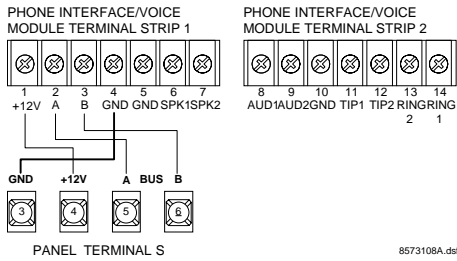 PHONE INTERFACE/VOICE
MODULE TERMINAL STRIP 1
1 2 3 4 5 6 7
+12V A B GND GND SPK1 SPK2
PHONE INTERFACE/VOICE
MODULE TERMINAL STRIP 2
8 9 10 11 12 13 14
AUD1 AUD2 GND TIP1 TIP2 RING RING
2 1
GND +12V A BUS B
3 4 5 6
PANEL TERMINAL S
8573108A.dsf